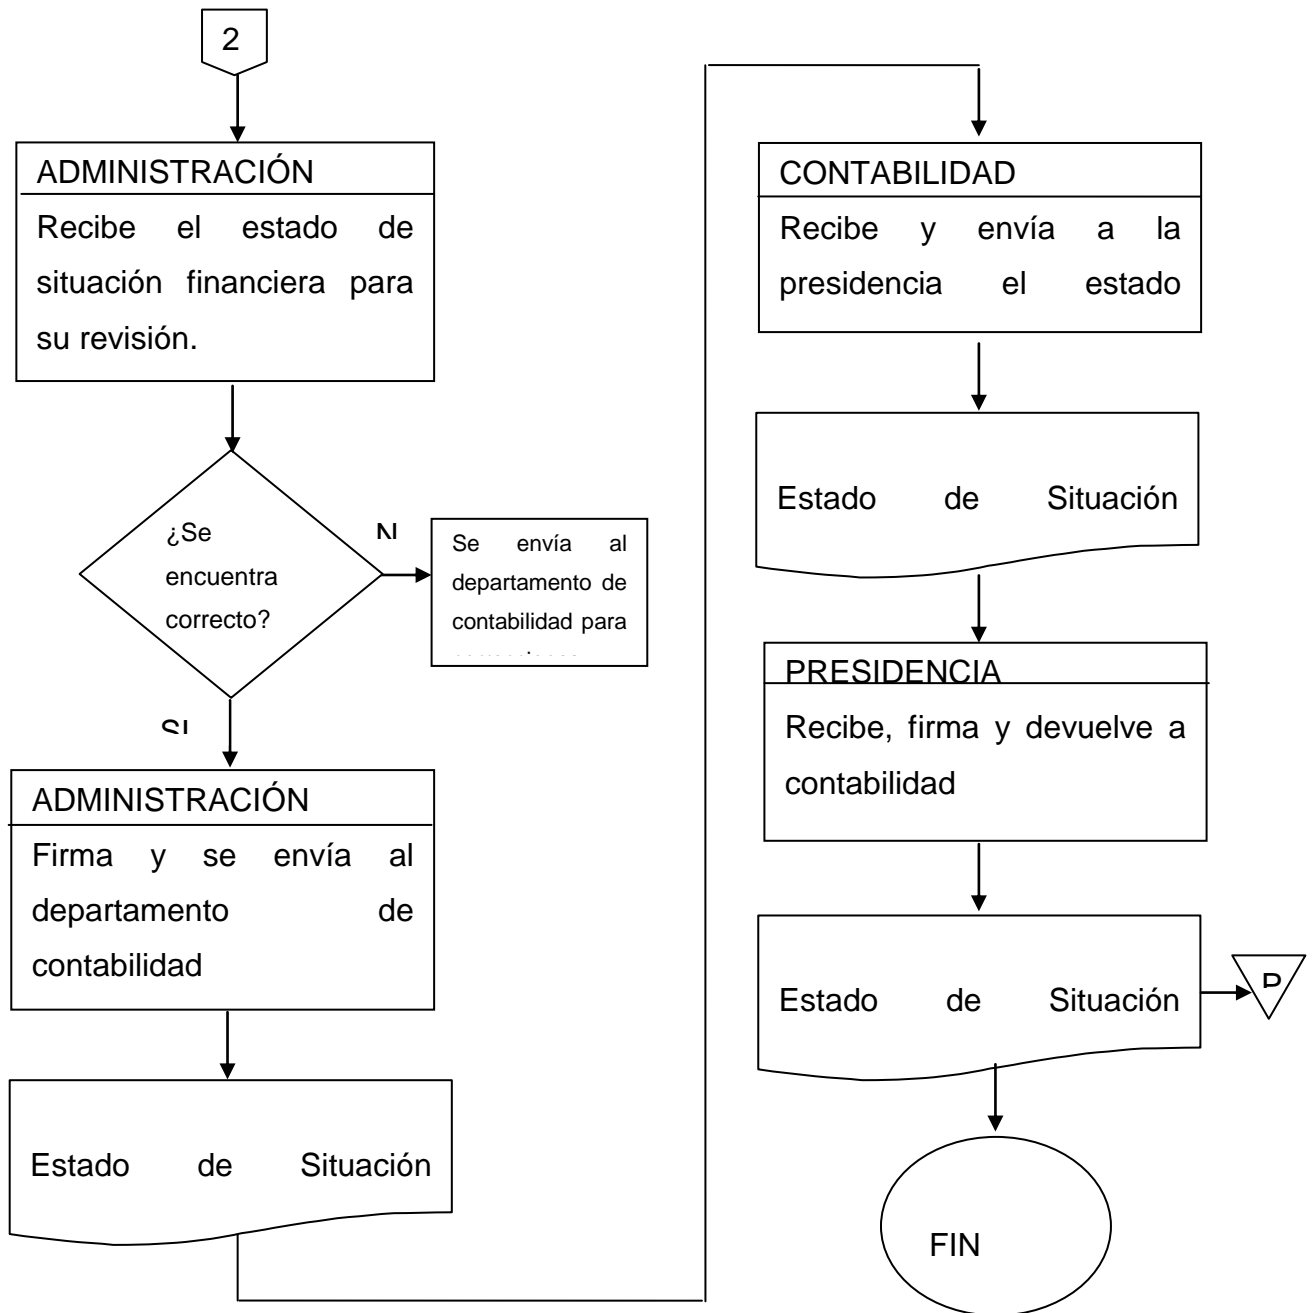 2
ADMINISTRACIÓN
Recibe el estado de
situación financiera para
su revisión.
¿Se
encuentra
correcto?
N
Se envía al
departamento de
contabilidad para
SI
ADMINISTRACIÓN
Firma y se envía al
departamento de
contabilidad
Estado de Situación
CONTABILIDAD
Recibe y envía a la
presidencia el estado
Estado de Situación
PRESIDENCIA
Recibe, firma y devuelve a
contabilidad
Estado de Situación
FIN